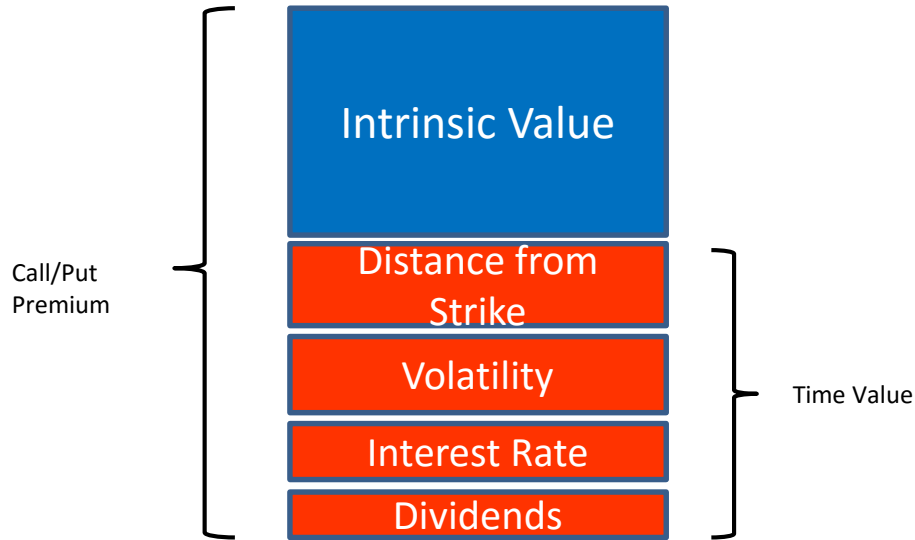 Intrinsic Value
Distance from
Strike
Call/Put
Premium
Volatility
Time Value
Interest Rate
Dividends